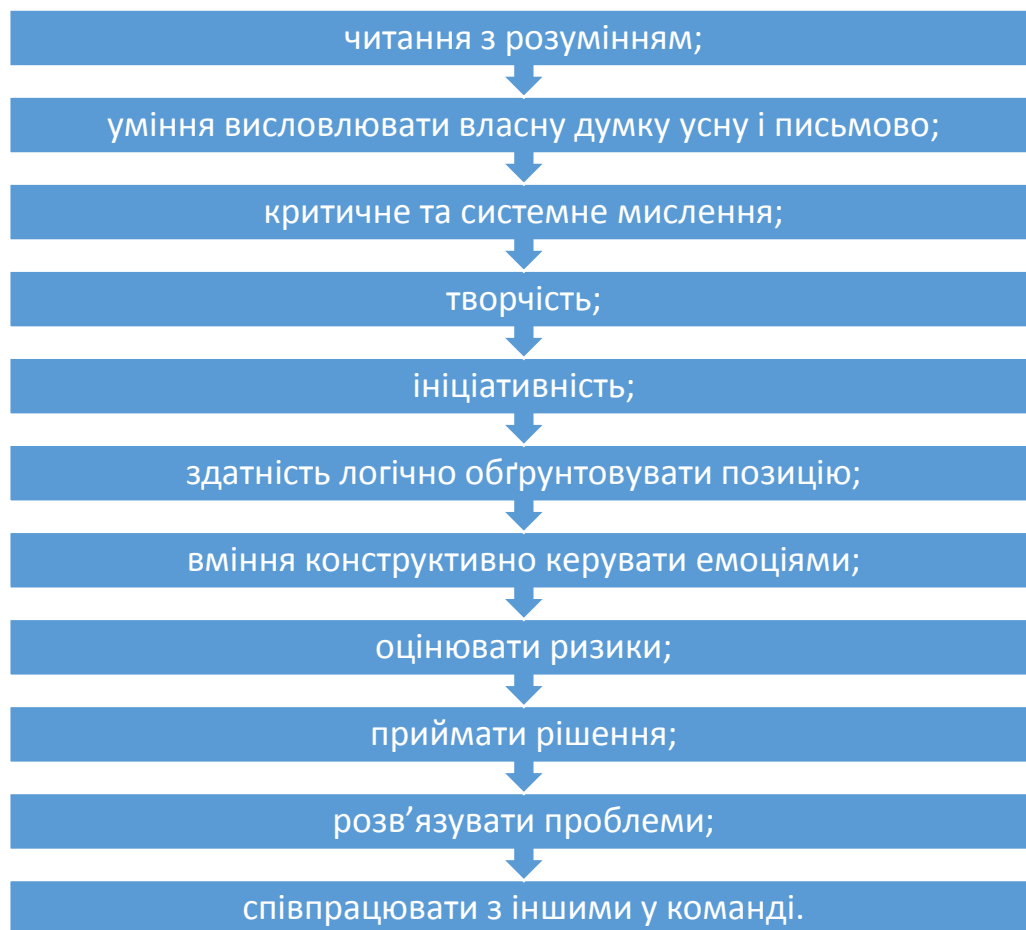 читання з розумінням;
уміння висловлювати власну думку усну і письмово;
критичне та системне мислення;
творчість;
ініціативність;
здатність логічно обґрунтовувати позицію;
вміння конструктивно керувати емоціями;
оцінювати ризики;
приймати рішення;
розв’язувати проблеми;
співпрацювати з іншими у команді.